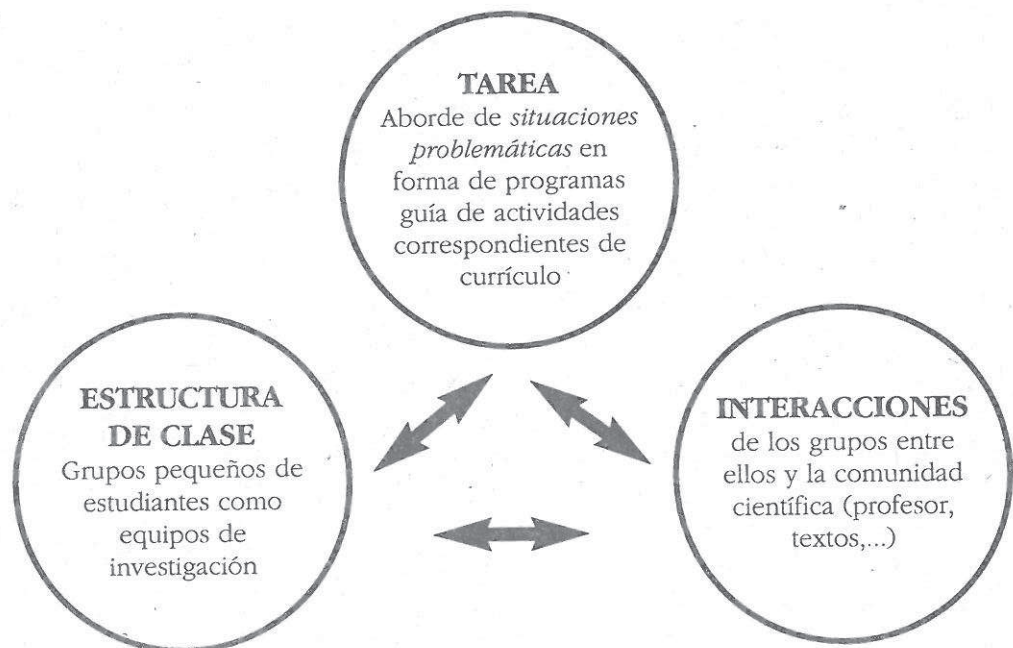 TAREA
Aborde de situaciones
problemáticas en
forma de programas
guía de actividades
correspondientes de
currículo
ESTRUCTURA
DE CLASE
Grupos pequeños de
estudiantes como
equipos de
investigación
INTERACCIONES
de los grupos entre
ellos y la comunidad
científica (profesor,
textos,...)